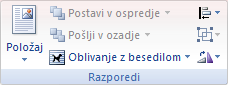 Položaj
Postavi v ospredje
Pošlji v ozadje
Oblivanje z besedilom
Razporedi